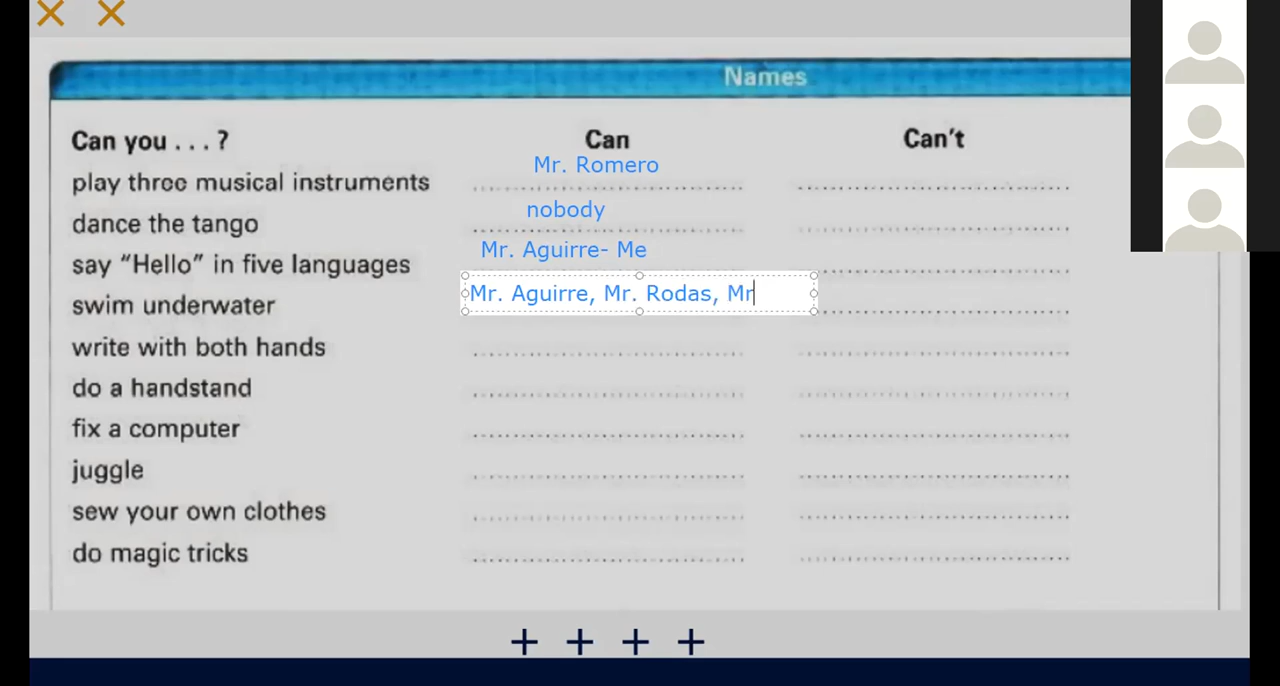 Names
Can you . . . ? Can Can't
play three musical instruments Mr. Romero
dance the tango nobody
say “Hello” in five languages Mr. Aguirre- Me
swim underwater Mr. Aguirre, Mr. Rodas, Mr
write with both hands
do a handstand
fix a computer
juggle
sew your own clothes
do magic tricks